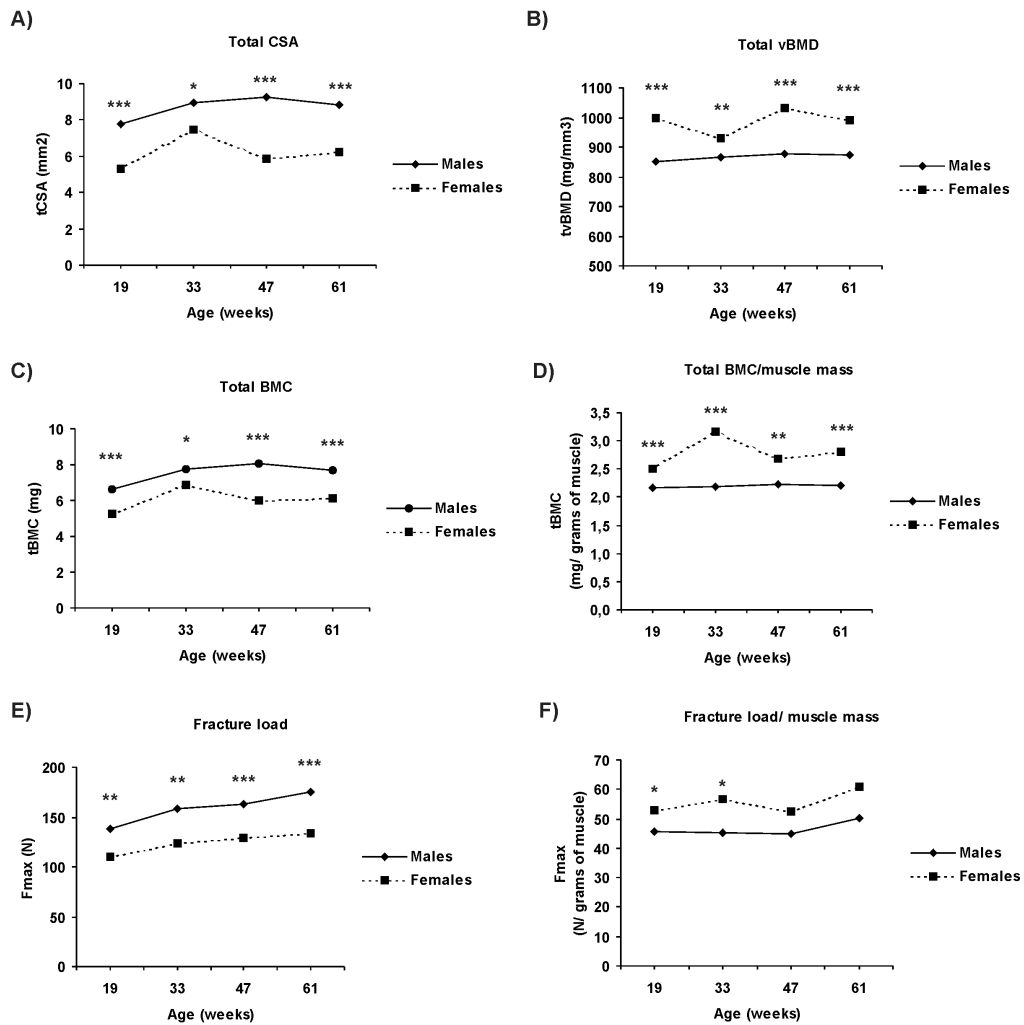 A)
Total CSA
tCSA (mm2)
10
8
6
4
2
0
***
*
***
***
19 33 47 61
Age (weeks)
Males
Females
B)
Total vBMD
tvBMD (mg/mm3)
1100
1000
900
800
700
600
500
***
**
***
***
19 33 47 61
Age (weeks)
Males
Females
C)
Total BMC
tBMC (mg)
10
8
6
4
2
0
***
*
***
***
19 33 47 61
Age (weeks)
Males
Females
D)
Total BMC/muscle mass
tBMC
(mg/ grams of muscle)
3,5
3,0
2,5
2,0
1,5
1,0
0,5
0,0
***
***
**
***
19 33 47 61
Age (weeks)
Males
Females
E)
Fracture load
Fmax (N)
200
150
100
50
0
**
**
***
***
19 33 47 61
Age (weeks)
Males
Females
F)
Fracture load/ muscle mass
Fmax
(N/ grams of muscle)
70
60
50
40
30
20
10
0
*
*
19 33 47 61
Age (weeks)
Males
Females